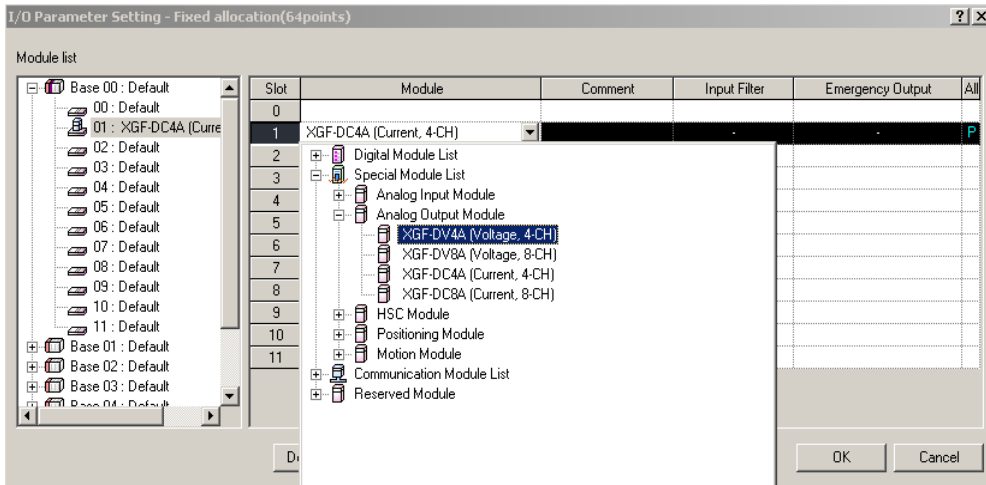 I/O Parameter Setting - Fixed allocation(64points)
Module list
Base 00 : Default
00 : Default
01 : XGF-DC4A (Curre
02 : Default
03 : Default
04 : Default
05 : Default
06 : Default
07 : Default
08 : Default
09 : Default
10 : Default
11 : Default
Base 01 : Default
Base 02 : Default
Base 03 : Default
Base 04 : Default
Slot Module Comment Input Filter Emergency Output All
0
1 XGF-DC4A (Current, 4-CH) - - P
2
3
4
5
6
7
8
9
10
11
Digital Module List
Special Module List
Analog Input Module
Analog Output Module
XGF-DV4A (Voltage, 4-CH)
XGF-DV8A (Voltage, 8-CH)
XGF-DC4A (Current, 4-CH)
XGF-DC8A (Current, 8-CH)
HSC Module
Positioning Module
Motion Module
Communication Module List
Reserved Module
OK Cancel